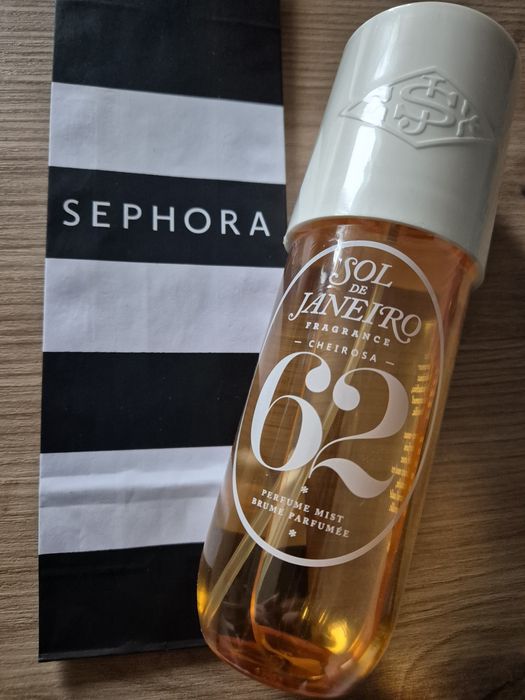 SEPHORA
SOL
DE
JANEIRO
FRAGRANCE
— CHEIROSA —
62
PERFUME MIST
BRUME PARFUMÉE